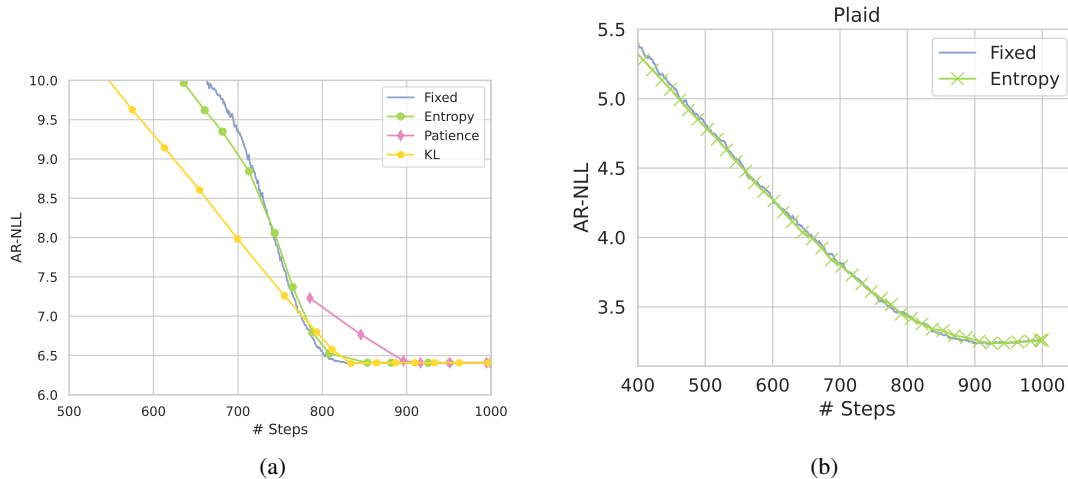 10.0
9.5
9.0
8.5
8.0
7.5
7.0
6.5
6.0
AR-NLL
500 600 700 800 900 1000
# Steps
Fixed
Entropy
Patience
KL
(a)
Plaid
5.5
5.0
4.5
4.0
3.5
AR-NLL
400 500 600 700 800 900 1000
# Steps
Fixed
Entropy
(b)